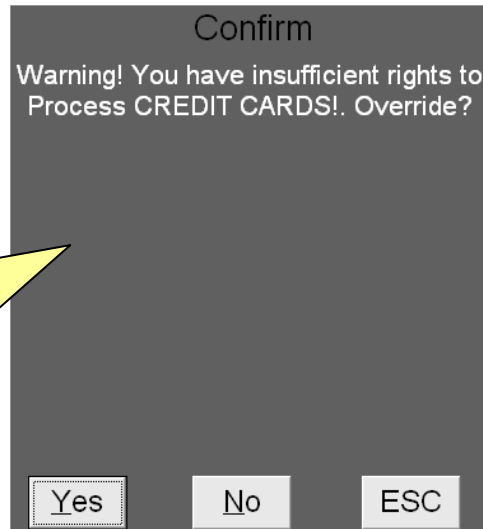 Confirm
Warning! You have insufficient rights to
Process CREDIT CARDS!. Override?
Yes
No
ESC